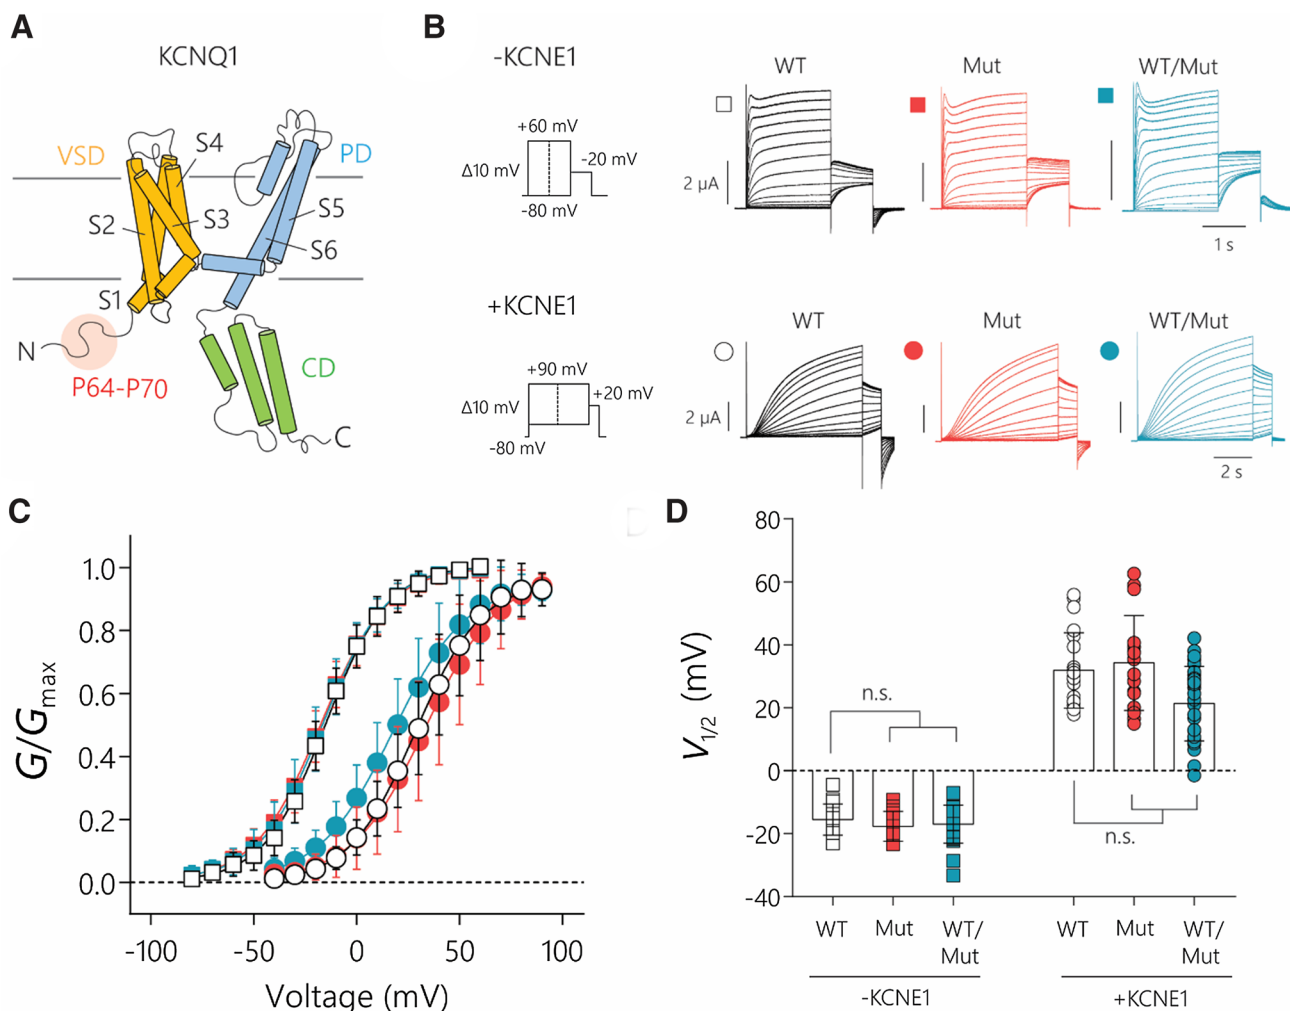 A
KCNQ1
VSD
S4
PD
S2
S3
S5
S6
S1
N
P64-P70
CD
C
B
-KCNE1
+60 mV
Δ10 mV
-20 mV
-80 mV
WT
Mut
WT/Mut
2 µA
1 s
+KCNE1
+90 mV
Δ10 mV
+20 mV
-80 mV
WT
Mut
WT/Mut
2 µA
2 s
C
G/Gmax
1.0
0.8
0.6
0.4
0.2
0.0
-100
-50
0
50
100
Voltage (mV)
D
V1/2 (mV)
80
60
40
20
0
-20
-40
n.s.
n.s.
WT
Mut
WT/
Mut
WT
Mut
WT/
Mut
-KCNE1
+KCNE1